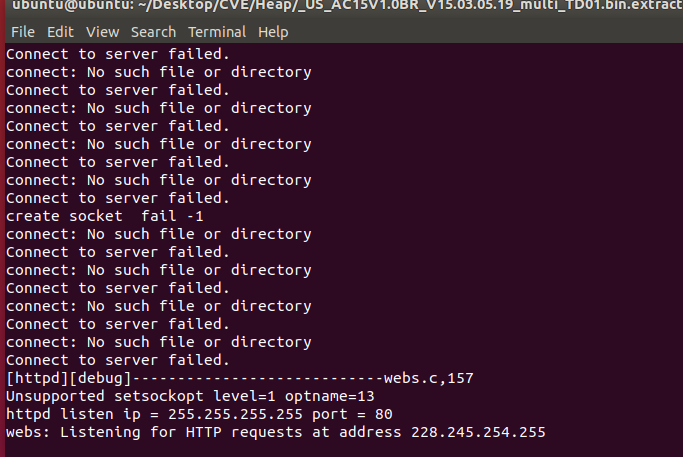 ubuntu@ubuntu: ~/Desktop/CVE/Heap/_US_AC15V1.0BR_V15.03.05.19_multi_TD01.bin.extract
File Edit View Search Terminal Help
Connect to server failed.
connect: No such file or directory
Connect to server failed.
connect: No such file or directory
Connect to server failed.
connect: No such file or directory
Connect to server failed.
connect: No such file or directory
Connect to server failed.
create socket  fail -1
connect: No such file or directory
Connect to server failed.
connect: No such file or directory
Connect to server failed.
connect: No such file or directory
Connect to server failed.
connect: No such file or directory
Connect to server failed.
[httpd][debug]----------------------------webs.c,157
Unsupported setsockopt level=1 optname=13
httpd listen ip = 255.255.255.255 port = 80
webs: Listening for HTTP requests at address 228.245.254.255